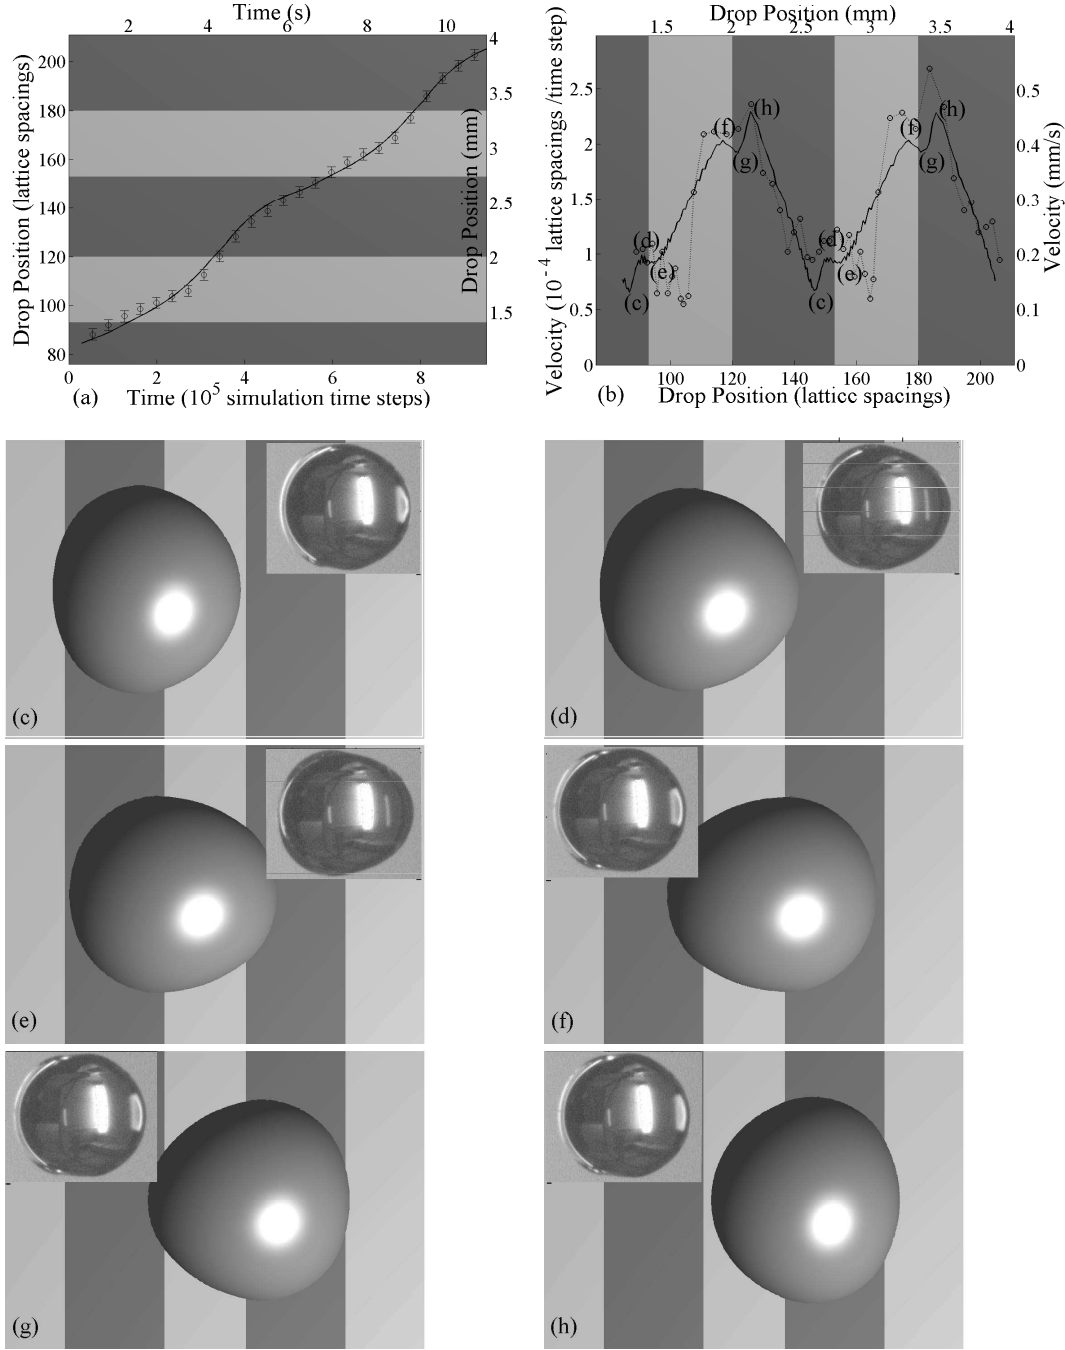 Time (s)
2 4 6 8 10
Drop Position (lattice spacings)
200
180
160
140
120
100
80
4
3.5
3
2.5
2
1.5
Drop Position (mm)
0 2 4 6 8
(a) Time (10⁵ simulation time steps)
Drop Position (mm)
1.5 2 2.5 3 3.5 4
Velocity (10⁻⁴ lattice spacings /time step)
2.5
2
1.5
1
0.5
0
0.5
0.4
0.3
0.2
0.1
0
Velocity (mm/s)
(h) (h)
(f) (f)
(g) (g)
(d) (d)
(e) (e)
(c) (c)
100 120 140 160 180 200
(b) Drop Position (lattice spacings)
(c)
(d)
(e)
(f)
(g)
(h)